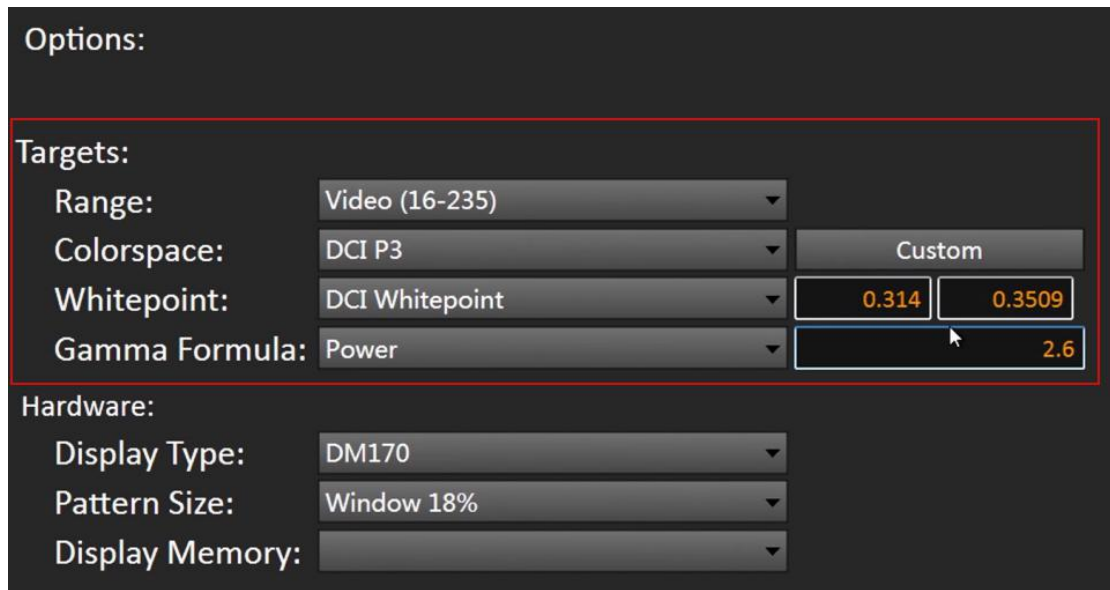 Options:
Targets:
Range: Video (16-235)
Colorspace: DCI P3 Custom
Whitepoint: DCI Whitepoint 0.314 0.3509
Gamma Formula: Power 2.6
Hardware:
Display Type: DM170
Pattern Size: Window 18%
Display Memory: